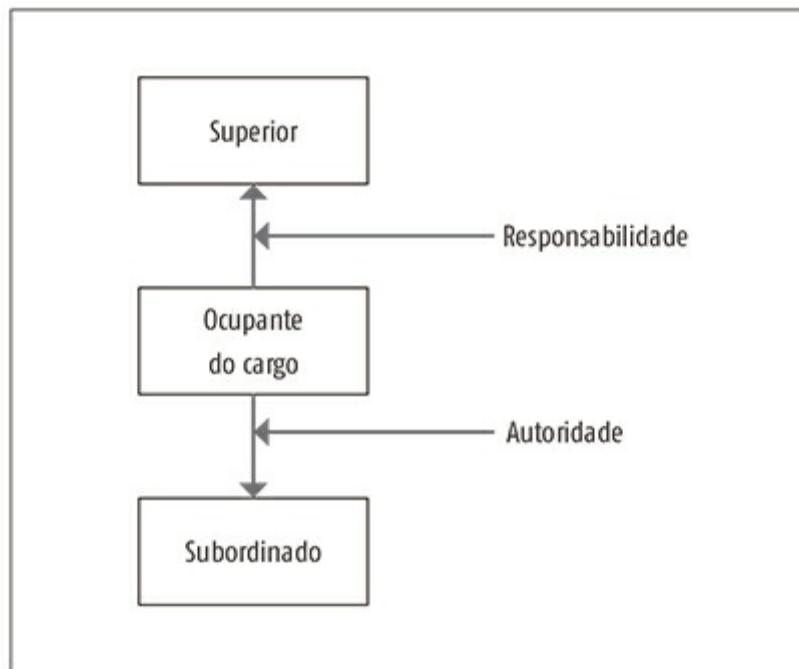 Superior
Responsabilidade
Ocupante
do cargo
Autoridade
Subordinado